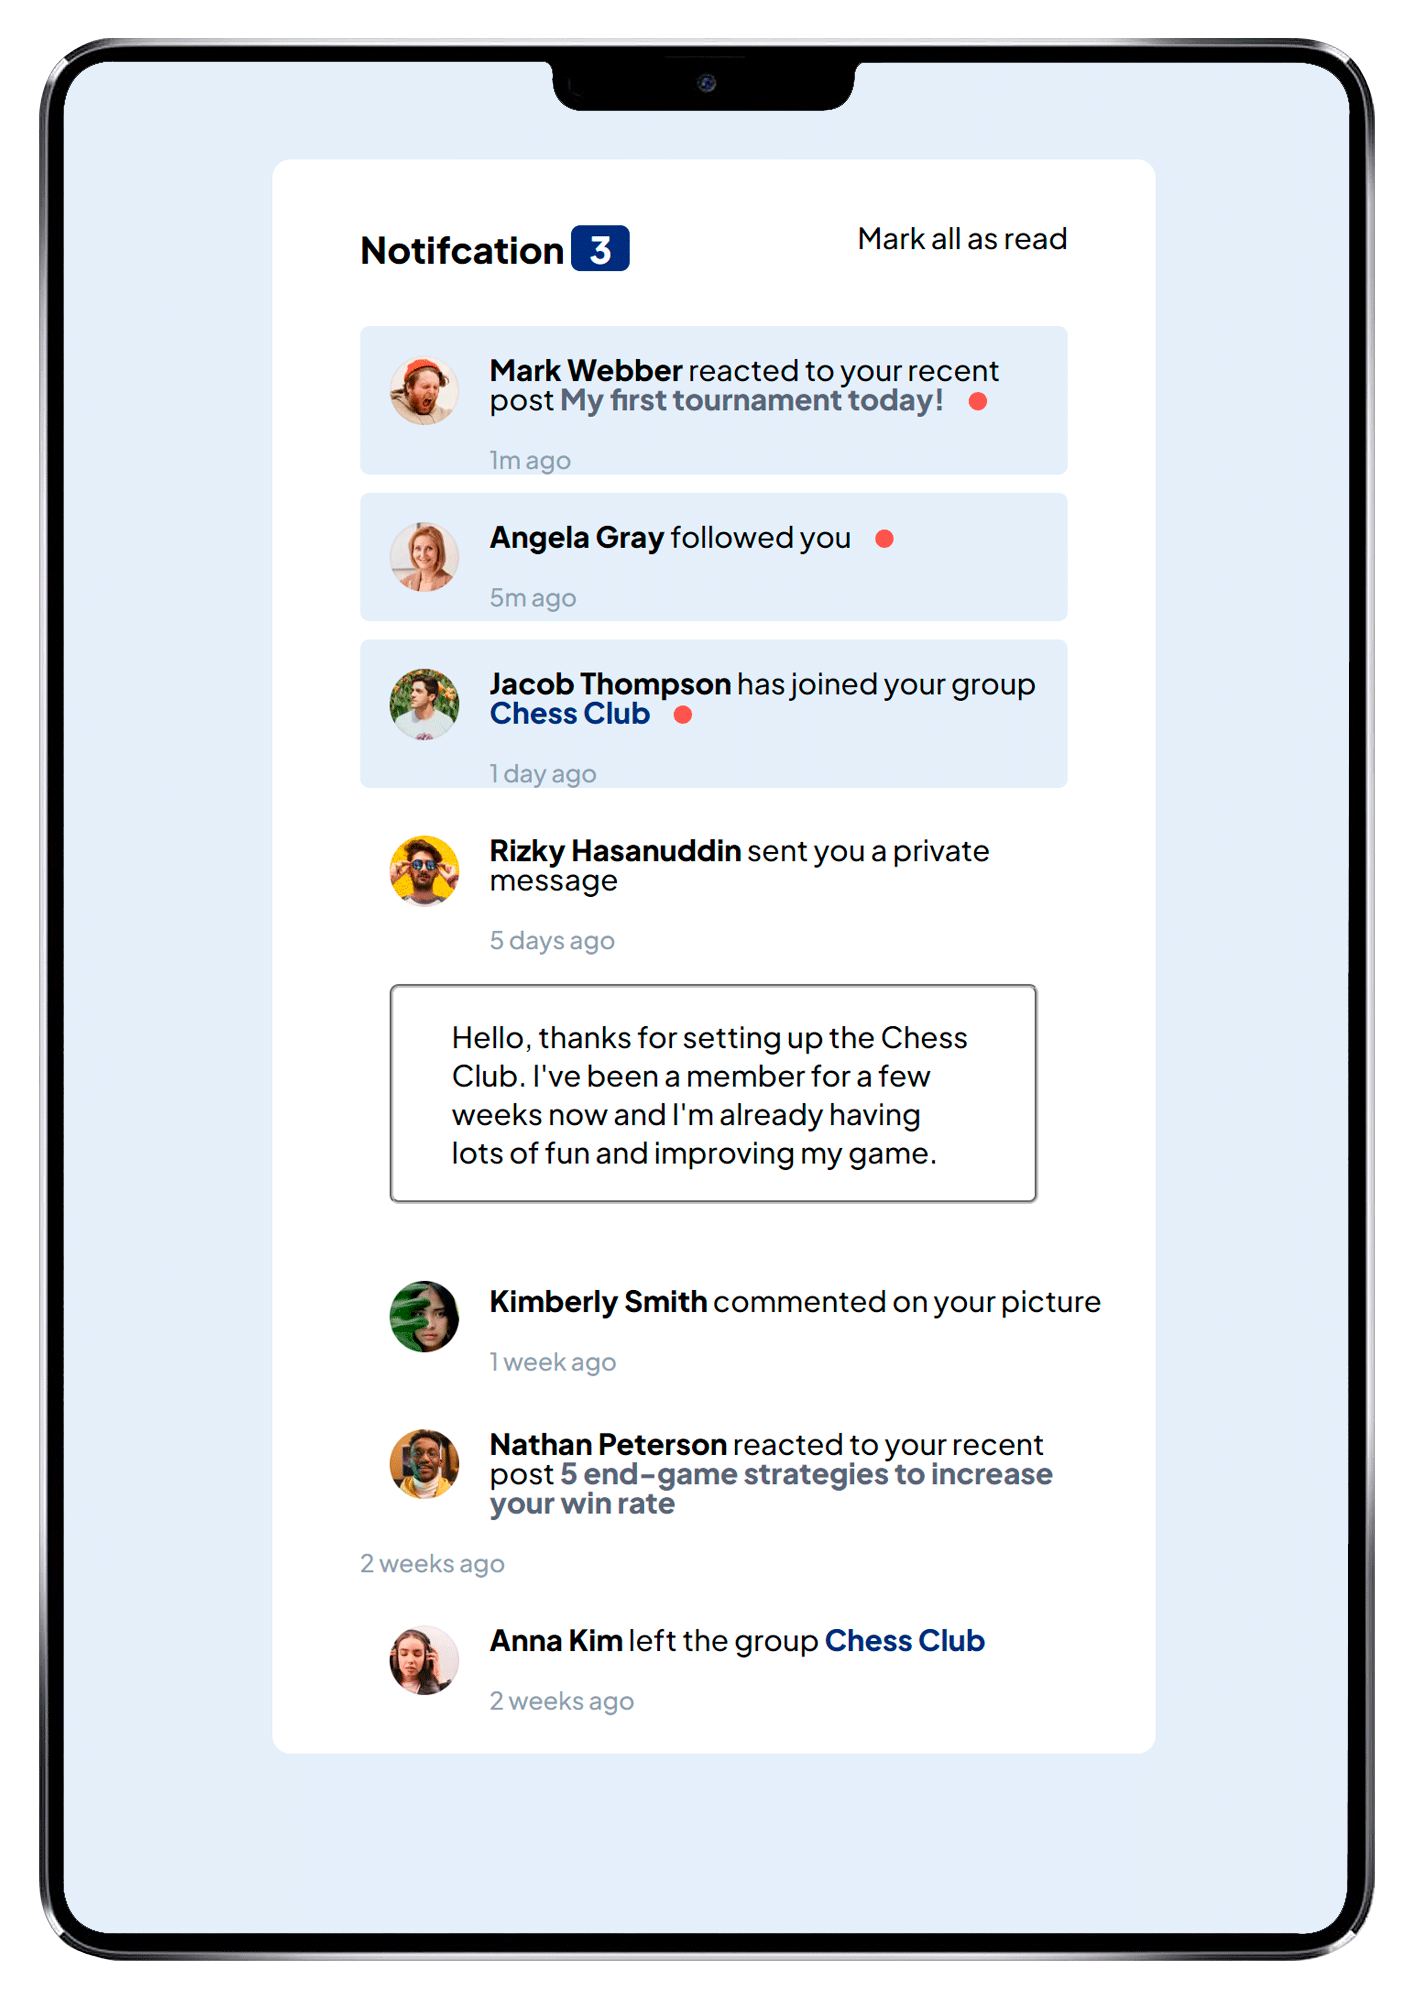 Notifcation 3
Mark all as read
Mark Webber reacted to your recent
post My first tournament today!
1m ago
Angela Gray followed you
5m ago
Jacob Thompson has joined your group
Chess Club
1 day ago
Rizky Hasanuddin sent you a private
message
5 days ago
Hello, thanks for setting up the Chess
Club. I've been a member for a few
weeks now and I'm already having
lots of fun and improving my game.
Kimberly Smith commented on your picture
1 week ago
Nathan Peterson reacted to your recent
post 5 end-game strategies to increase
your win rate
2 weeks ago
Anna Kim left the group Chess Club
2 weeks ago